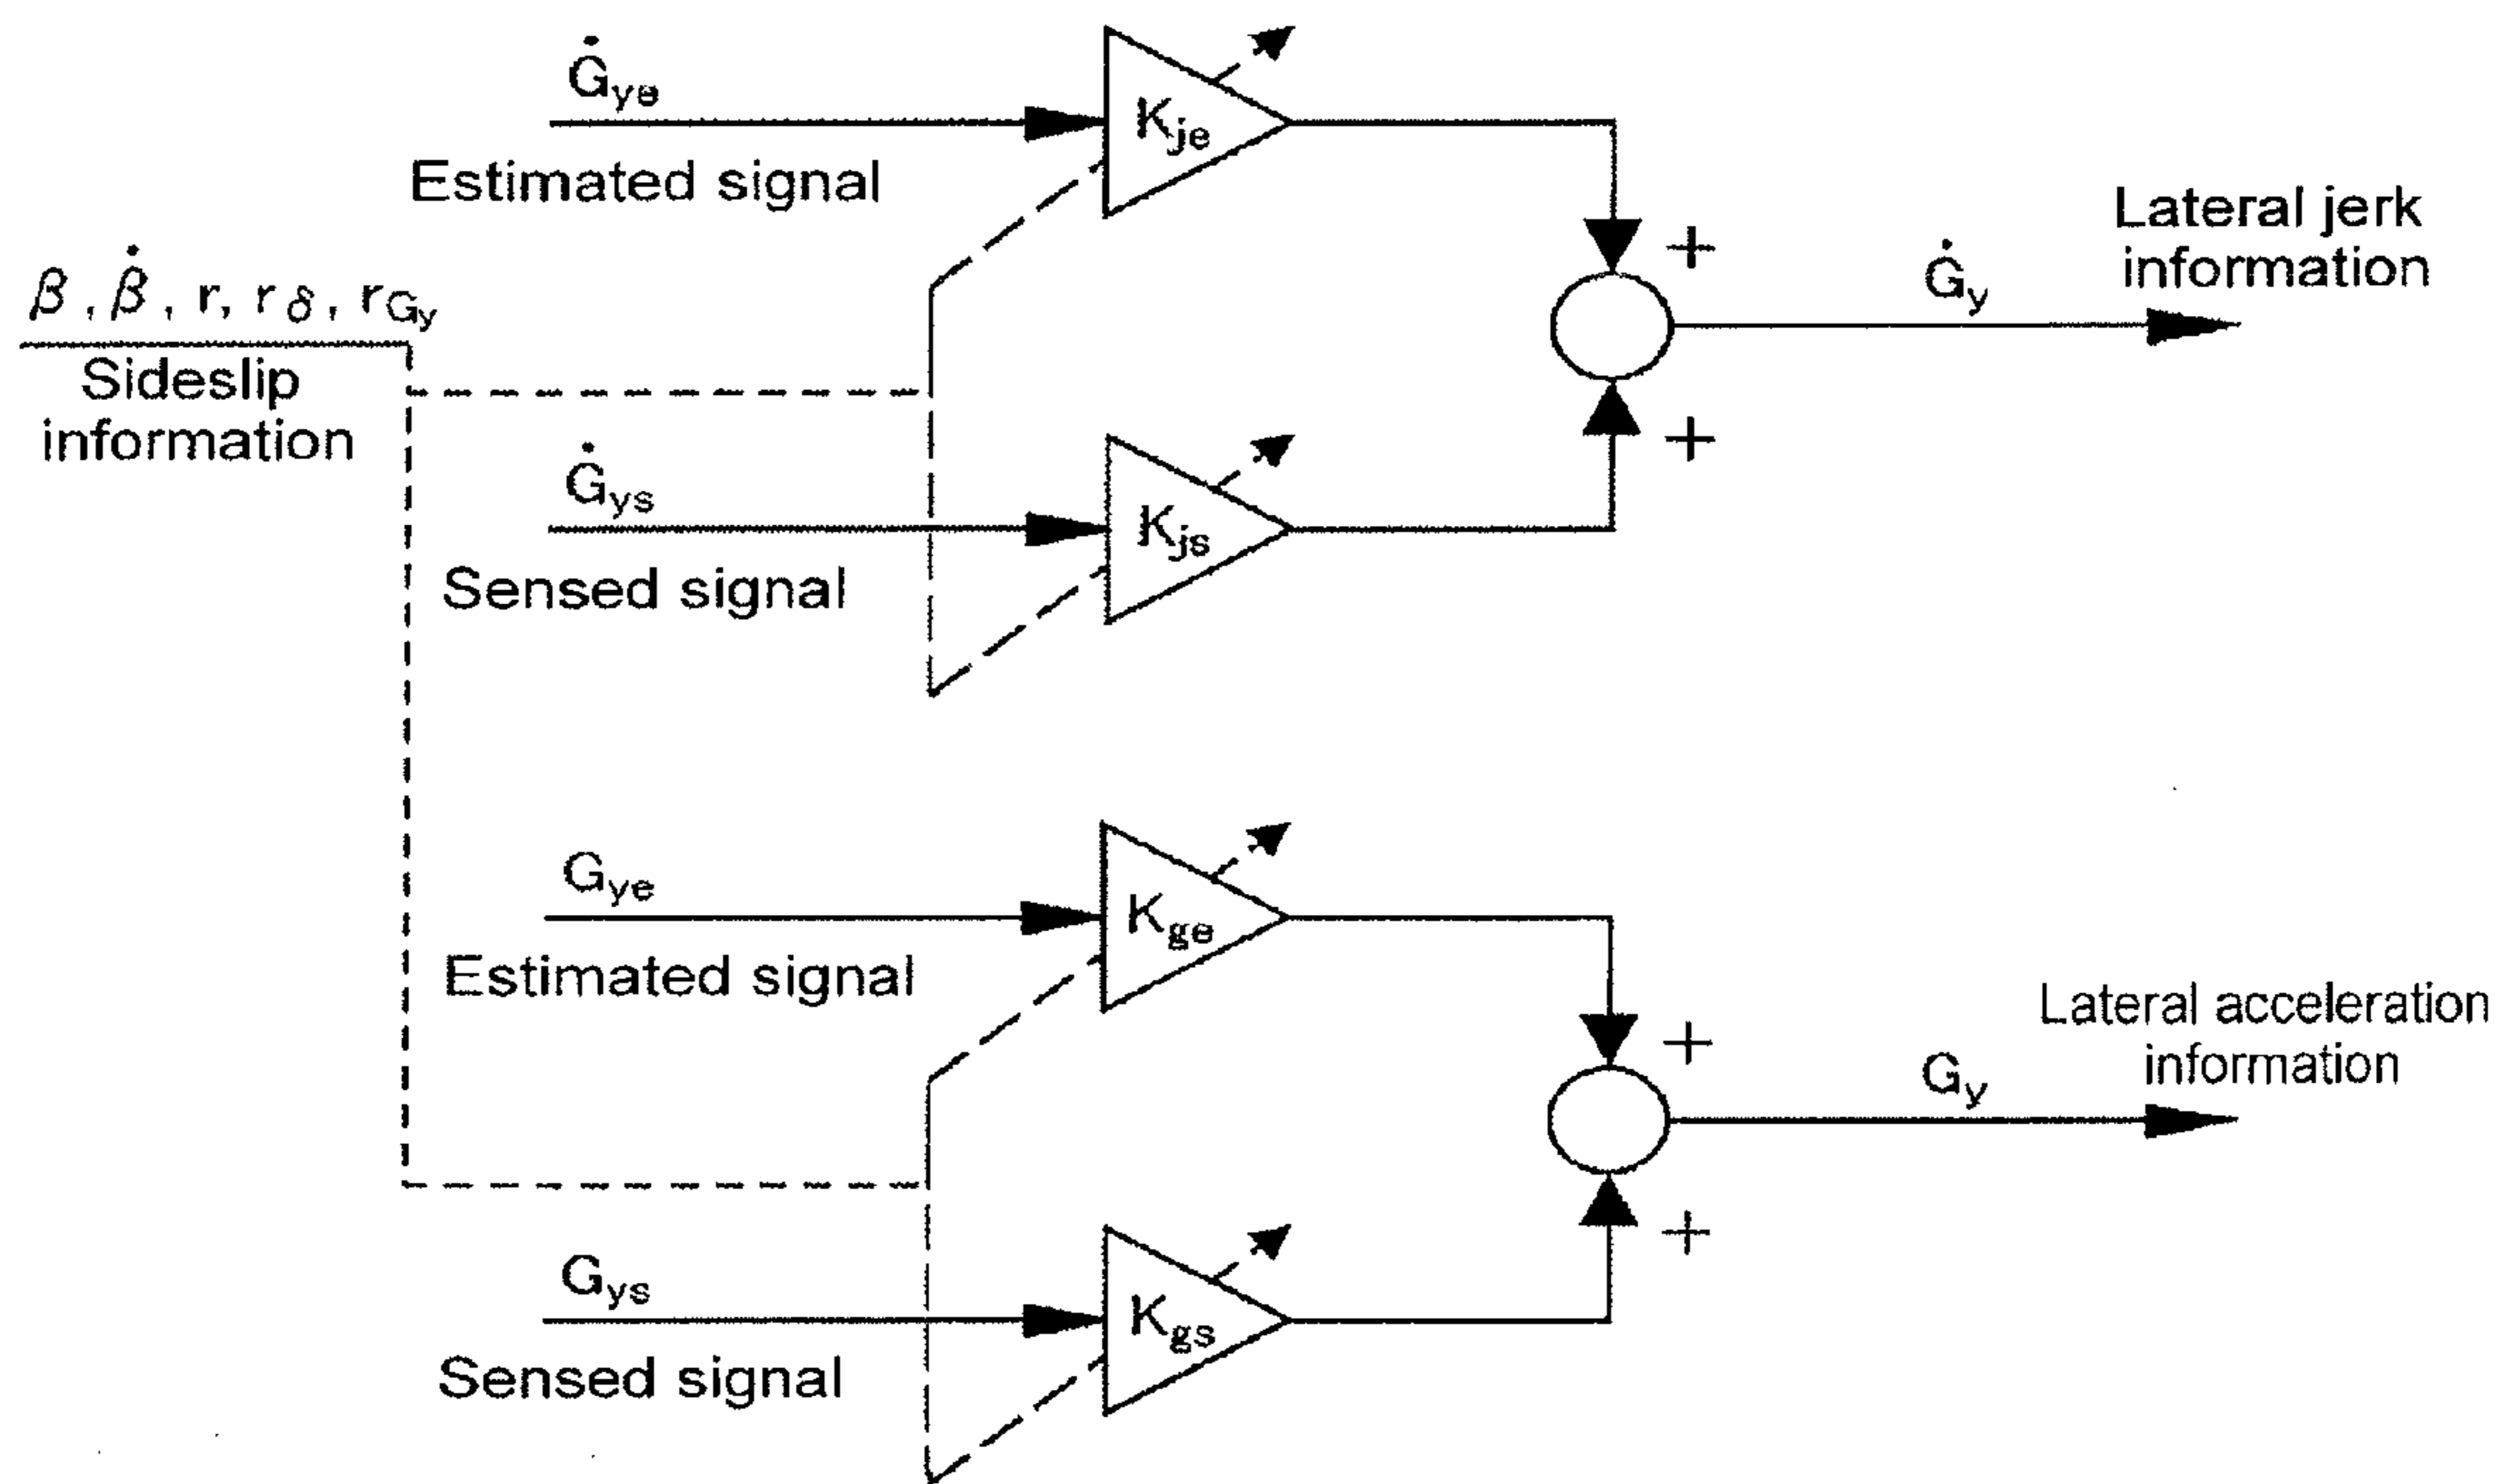 Ġye
Kje
Estimated signal
Lateral jerk
information
Ġy
+
β , β̇ , r, rδ , rGy
Sideslip
information
+
Ġys
Kjs
Sensed signal
Gye
Kge
Estimated signal
Lateral acceleration
information
Gy
+
+
Gys
Kgs
Sensed signal